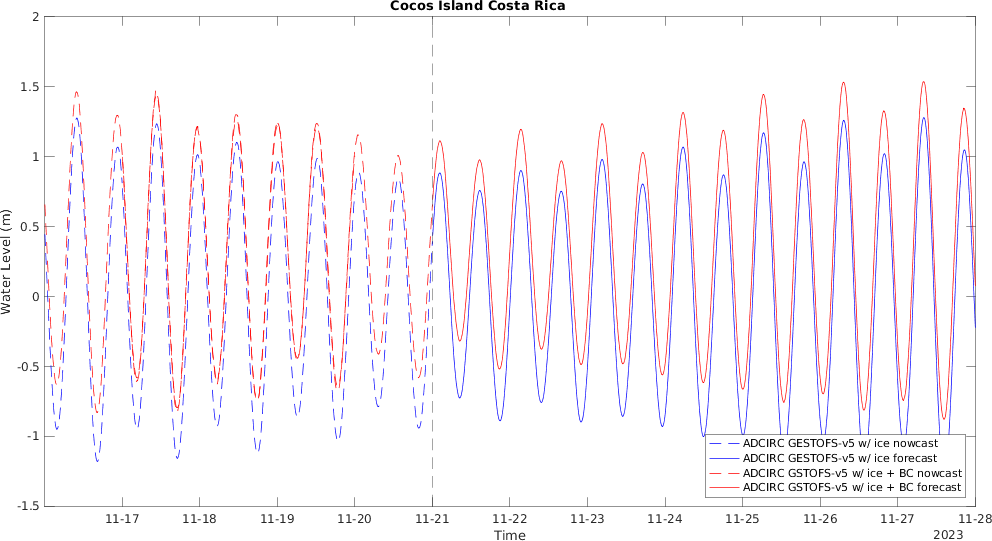 Cocos Island Costa Rica
2
1.5
1
0.5
0
-0.5
-1
-1.5
Water Level (m)
ADCIRC GESTOFS-v5 w/ ice nowcast
ADCIRC GESTOFS-v5 w/ ice forecast
ADCIRC GSTOFS-v5 w/ ice + BC nowcast
ADCIRC GSTOFS-v5 w/ ice + BC forecast
11-17 11-18 11-19 11-20 11-21 11-22 11-23 11-24 11-25 11-26 11-27 11-28
Time
2023